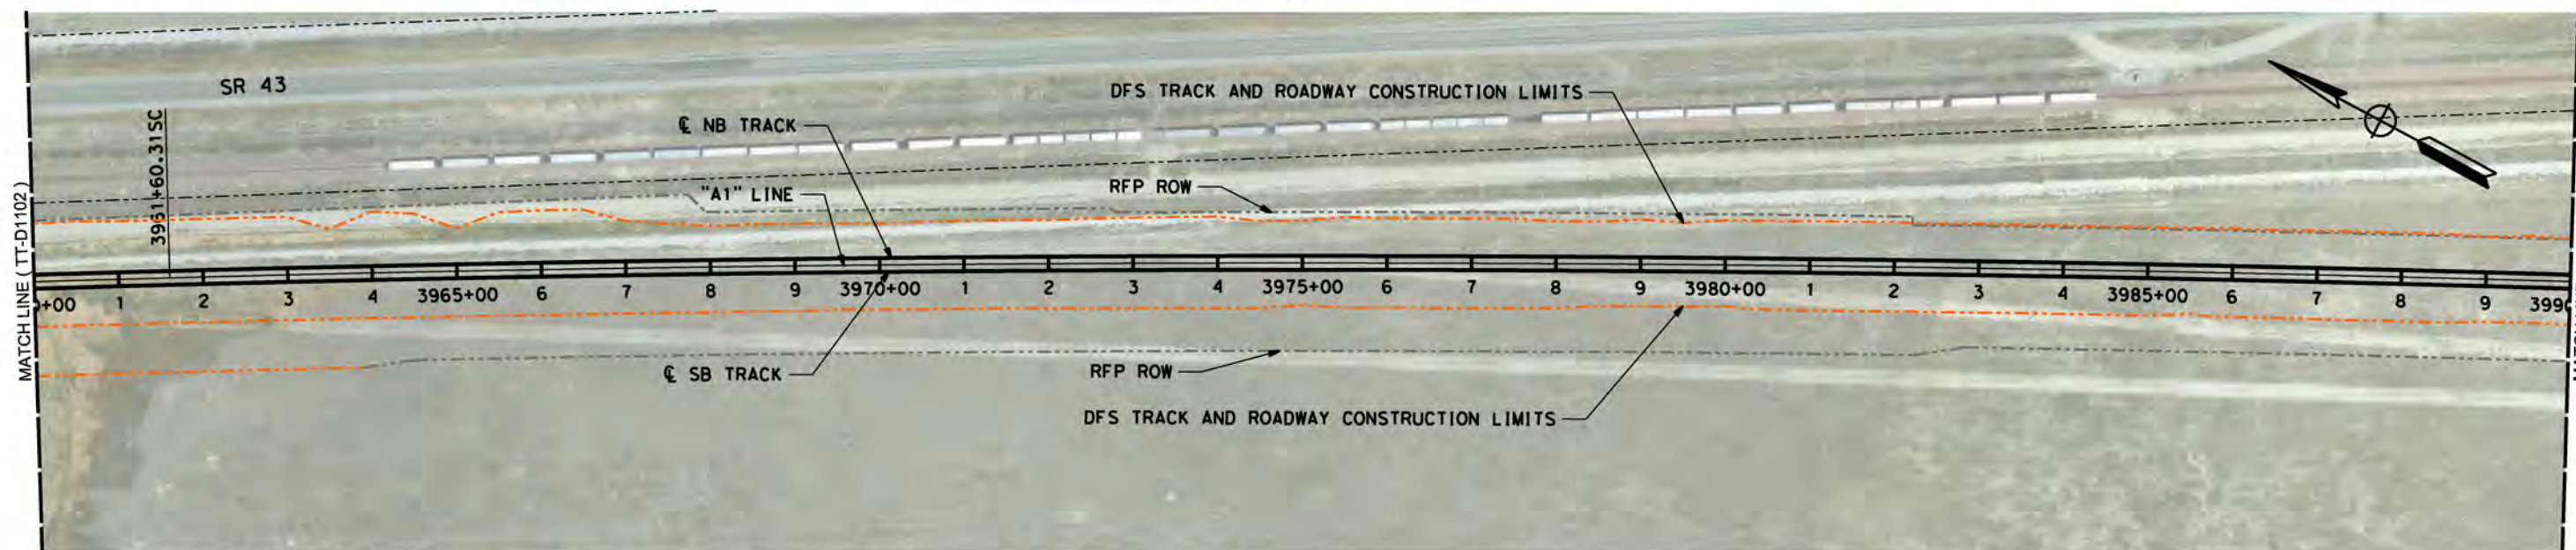 SR 43
DFS TRACK AND ROADWAY CONSTRUCTION LIMITS
℄ NB TRACK
3961+60.31SC
"A1" LINE
RFP ROW
MATCH LINE ( TT-D1102 )
1 2 3 4 3965+00 6 7 8 9 3970+00 1 2 3 4 3975+00 6 7 8 9 3980+00 1 2 3 4 3985+00 6 7 8 9
℄ SB TRACK
RFP ROW
DFS TRACK AND ROADWAY CONSTRUCTION LIMITS